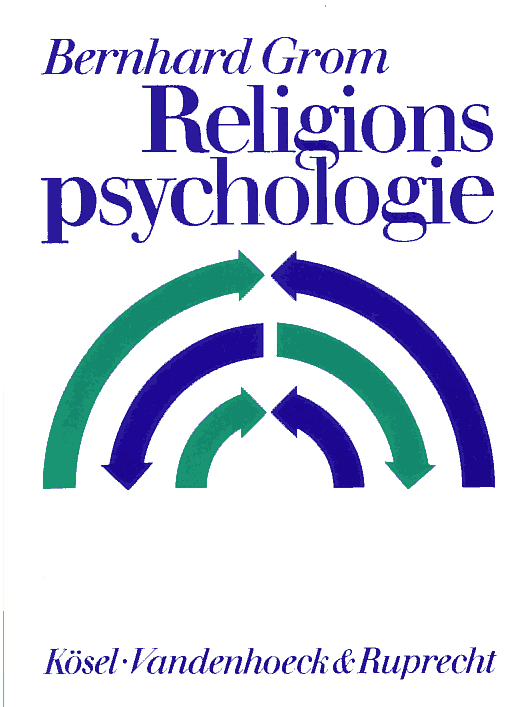 Bernhard Grom
Religions
psychologie
Kösel·Vandenhoeck & Ruprecht